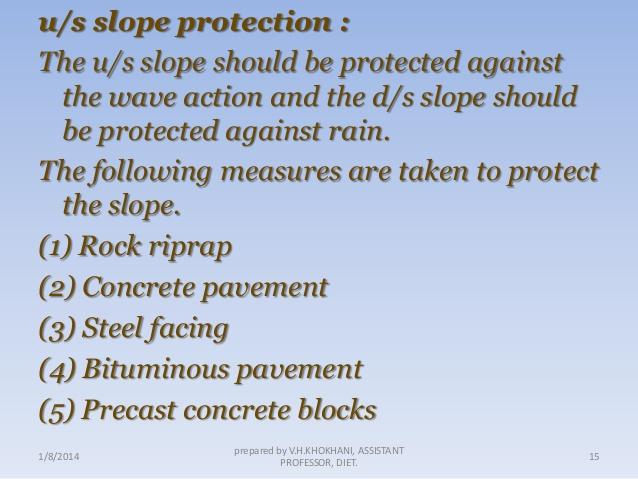 u/s slope protection :
The u/s slope should be protected against
the wave action and the d/s slope should
be protected against rain.
The following measures are taken to protect
the slope.
(1) Rock riprap
(2) Concrete pavement
(3) Steel facing
(4) Bituminous pavement
(5) Precast concrete blocks
1/8/2014
prepared by V.H.KHOKHANI, ASSISTANT
PROFESSOR, DIET.
15